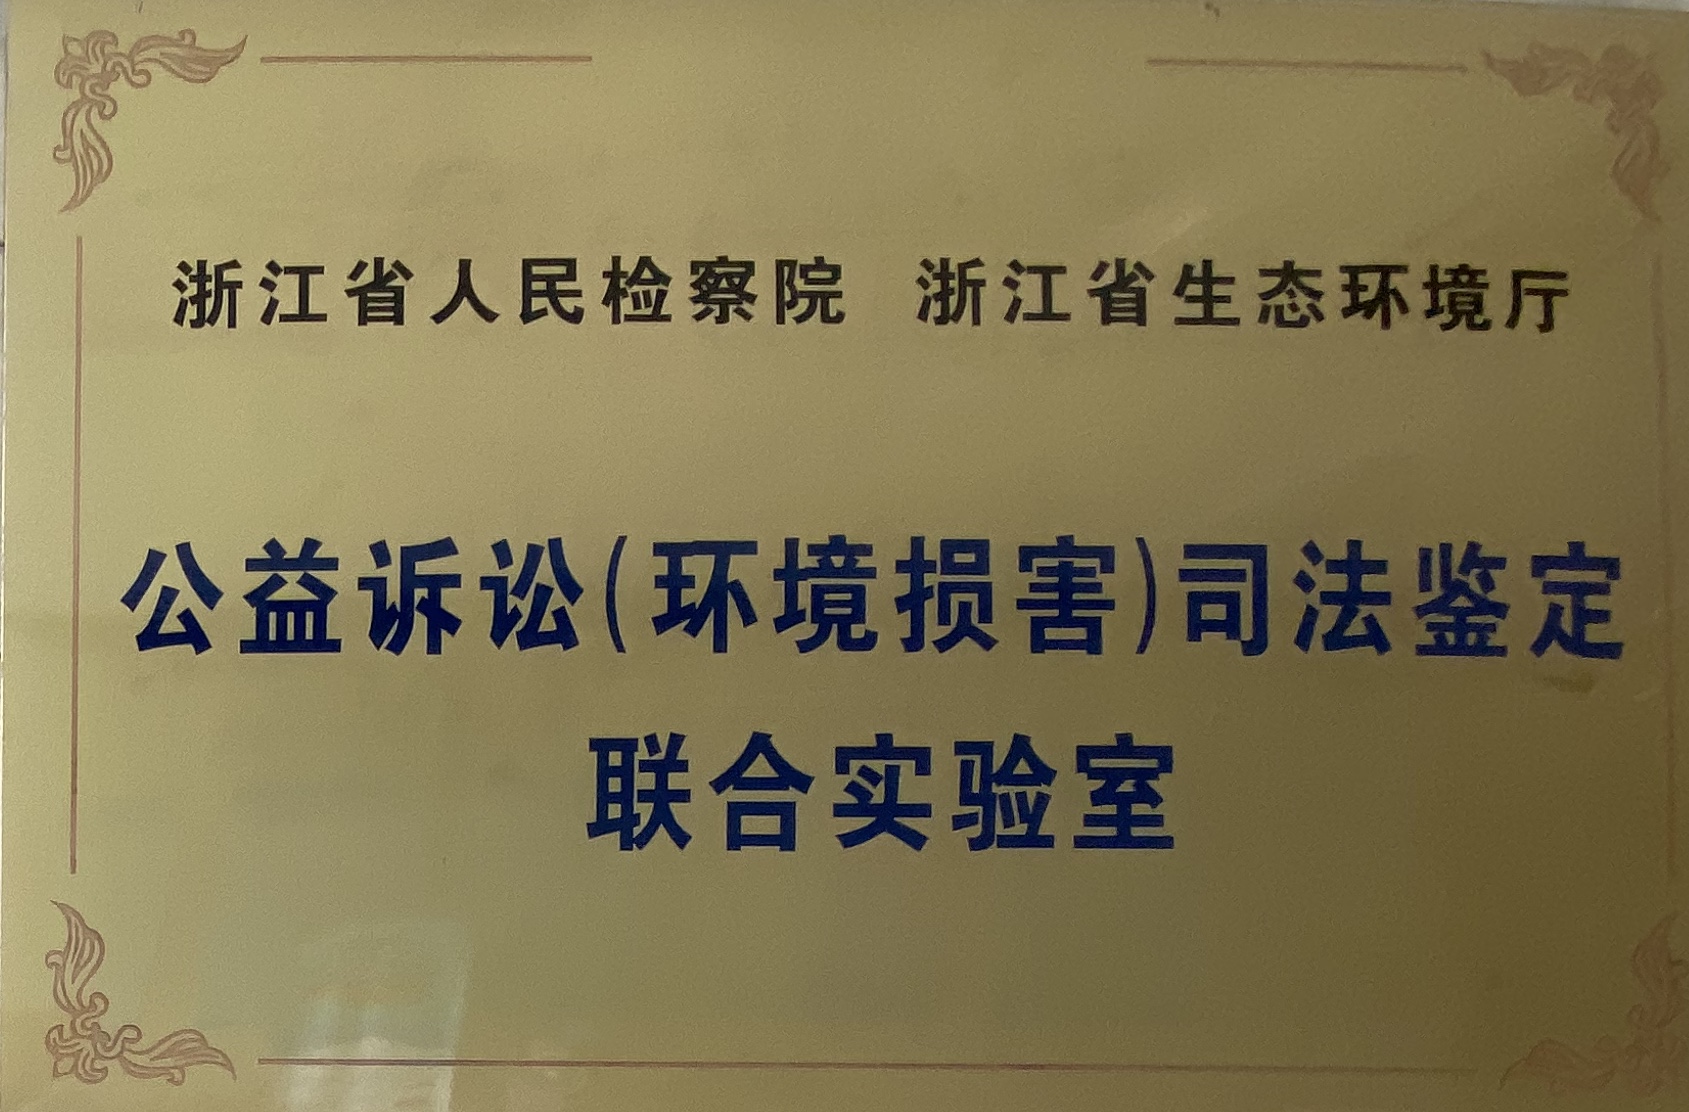 浙江省人民检察院 浙江省生态环境厅
公益诉讼(环境损害)司法鉴定
联合实验室